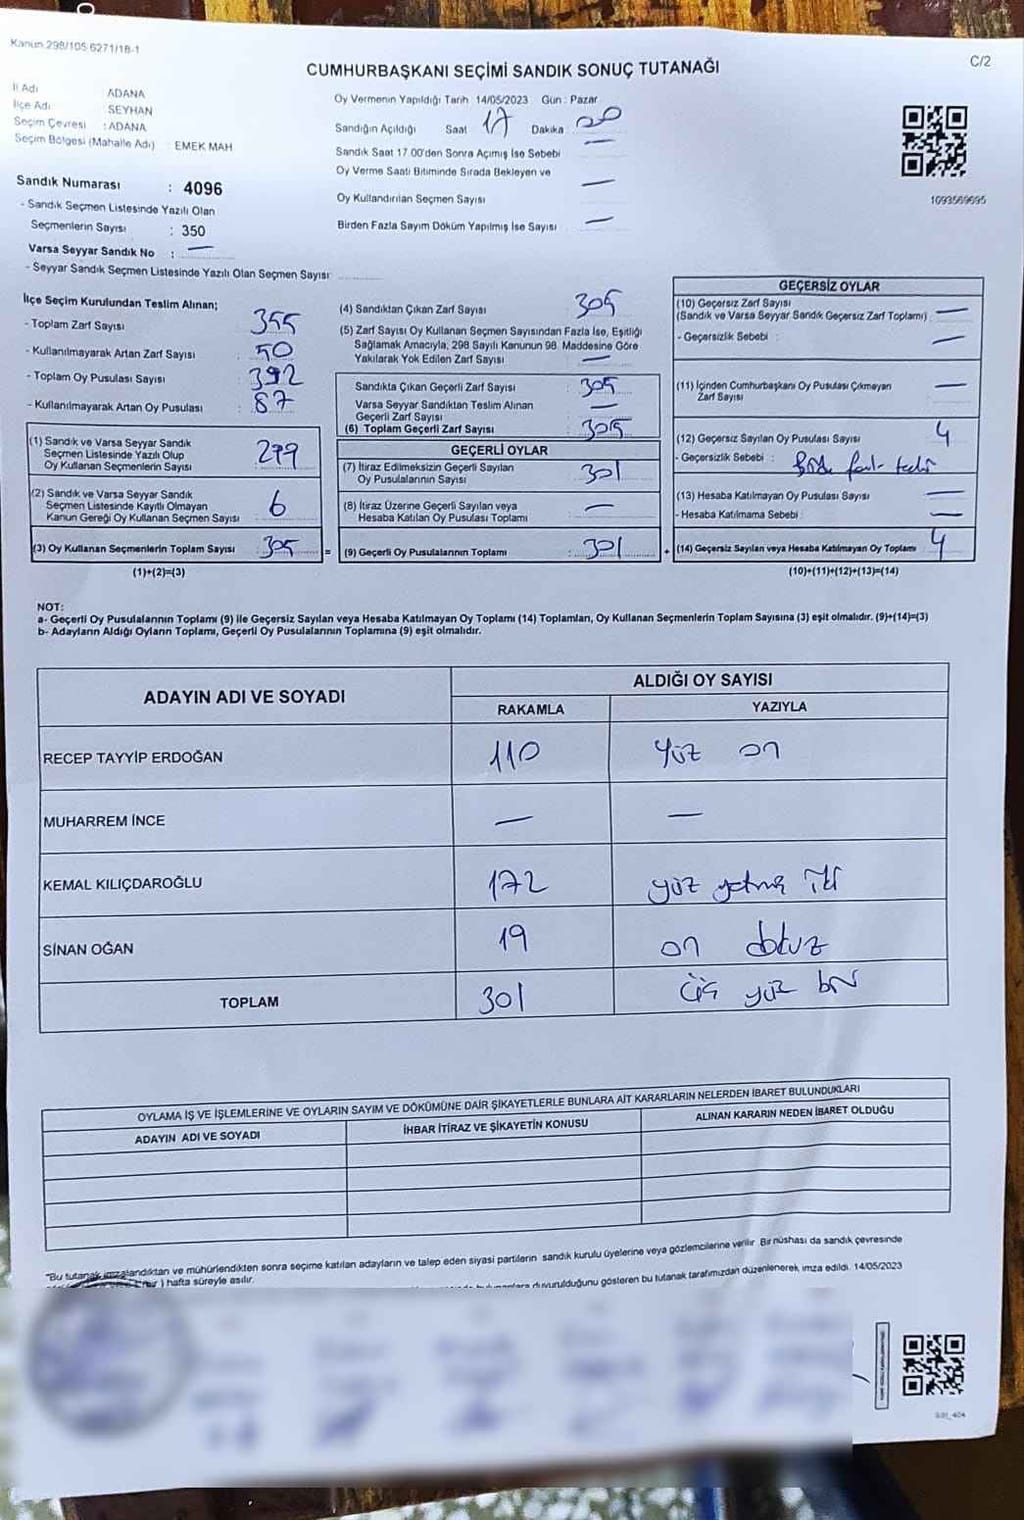 Kanun 298/105 6271/18-1
C/2
CUMHURBAŞKANI SEÇİMİ SANDIK SONUÇ TUTANAĞI
İl Adı : ADANA
İlçe Adı : SEYHAN
Seçim Çevresi : ADANA
Seçim Bölgesi (Mahalle Adı) : EMEK MAH
Sandık Numarası : 4096
- Sandık Seçmen Listesinde Yazılı Olan
Seçmenlerin Sayısı : 350
Varsa Seyyar Sandık No : —
- Seyyar Sandık Seçmen Listesinde Yazılı Olan Seçmen Sayısı
Oy Vermenin Yapıldığı Tarih 14/05/2023 Gün : Pazar
Sandığın Açıldığı Saat 17 Dakika
Sandık Saat 17.00'den Sonra Açılmış İse Sebebi —
Oy Verme Saati Bitiminde Sırada Bekleyen ve
Oy Kullandırılan Seçmen Sayısı —
Birden Fazla Sayım Döküm Yapılmış İse Sayısı —
1093569695
İlçe Seçim Kurulundan Teslim Alınan;
- Toplam Zarf Sayısı : 355
- Kullanılmayarak Artan Zarf Sayısı : 50
- Toplam Oy Pusulası Sayısı : 392
- Kullanılmayarak Artan Oy Pusulası : 87
(1) Sandık ve Varsa Seyyar Sandık
Seçmen Listesinde Yazılı Olup
Oy Kullanan Seçmenlerin Sayısı 299
(2) Sandık ve Varsa Seyyar Sandık
Seçmen Listesinde Kayıtlı Olmayan
Kanun Gereği Oy Kullanan Seçmen Sayısı 6
(3) Oy Kullanan Seçmenlerin Toplam Sayısı 305 =
(1)+(2)=(3)
(4) Sandıktan Çıkan Zarf Sayısı 305
(5) Zarf Sayısı Oy Kullanan Seçmen Sayısından Fazla İse, Eşitliği
Sağlamak Amacıyla, 298 Sayılı Kanunun 98. Maddesine Göre
Yakılarak Yok Edilen Zarf Sayısı —
Sandıkta Çıkan Geçerli Zarf Sayısı : 305
Varsa Seyyar Sandıktan Teslim Alınan
Geçerli Zarf Sayısı —
(6) Toplam Geçerli Zarf Sayısı : 305
GEÇERLİ OYLAR
(7) İtiraz Edilmeksizin Geçerli Sayılan
Oy Pusulalarının Sayısı 301
(8) İtiraz Üzerine Geçerli Sayılan veya
Hesaba Katılan Oy Pusulası Toplamı —
(9) Geçerli Oy Pusulalarının Toplamı : 301 +
GEÇERSİZ OYLAR
(10) Geçersiz Zarf Sayısı
(Sandık ve Varsa Seyyar Sandık Geçersiz Zarf Toplamı) : —
- Geçersizlik Sebebi : —
(11) İçinden Cumhurbaşkanı Oy Pusulası Çıkmayan
Zarf Sayısı —
(12) Geçersiz Sayılan Oy Pusulası Sayısı 4
- Geçersizlik Sebebi :
(13) Hesaba Katılmayan Oy Pusulası Sayısı —
- Hesaba Katılmama Sebebi —
(14) Geçersiz Sayılan veya Hesaba Katılmayan Oy Toplamı 4
(10)+(11)+(12)+(13)=(14)
NOT:
a- Geçerli Oy Pusulalarının Toplamı (9) ile Geçersiz Sayılan veya Hesaba Katılmayan Oy Toplamı (14) Toplamları, Oy Kullanan Seçmenlerin Toplam Sayısına (3) eşit olmalıdır. (9)+(14)=(3)
b- Adayların Aldığı Oyların Toplamı, Geçerli Oy Pusulalarının Toplamına (9) eşit olmalıdır.
ADAYIN ADI VE SOYADI ALDIĞI OY SAYISI
RAKAMLA YAZIYLA
RECEP TAYYİP ERDOĞAN 110 Yüz on
MUHARREM İNCE — —
KEMAL KILIÇDAROĞLU 172 yüz yetmiş iki
SİNAN OĞAN 19 on dokuz
TOPLAM 301 üç yüz bir
OYLAMA İŞ VE İŞLEMLERİNE VE OYLARIN SAYIM VE DÖKÜMÜNE DAİR ŞİKAYETLERLE BUNLARA AİT KARARLARIN NELERDEN İBARET BULUNDUKLARI
ADAYIN ADI VE SOYADI İHBAR İTİRAZ VE ŞİKAYETİN KONUSU ALINAN KARARIN NEDEN İBARET OLDUĞU
"Bu tutanak imzalandıktan ve mühürlendikten sonra seçime katılan adayların ve talep eden siyasi partilerin sandık kurulu üyelerine veya gözlemcilerine verilir. Bir nüshası da sandık çevresinde
) hafta süreyle asılır.
duyurulduğunu gösteren bu tutanak tarafımızdan düzenlenerek, imza edildi. 14/05/2023